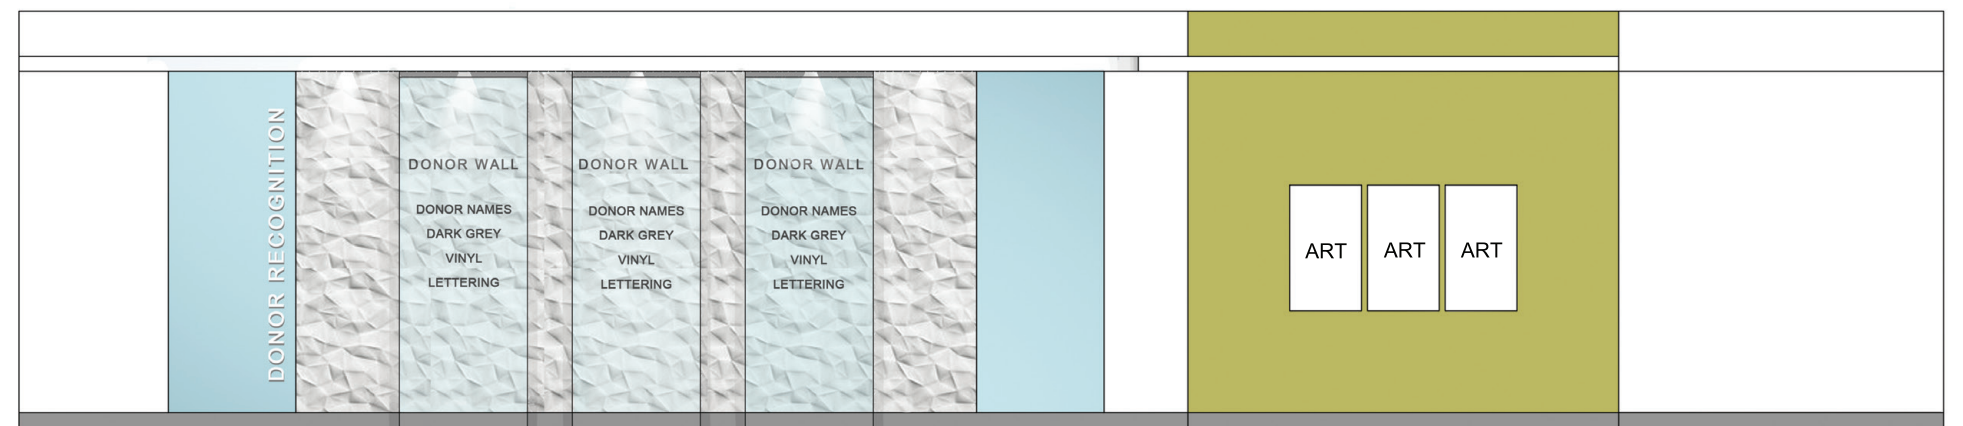 DONOR RECOGNITION
DONOR WALL
DONOR NAMES
DARK GREY
VINYL
LETTERING
DONOR WALL
DONOR NAMES
DARK GREY
VINYL
LETTERING
DONOR WALL
DONOR NAMES
DARK GREY
VINYL
LETTERING
ART
ART
ART